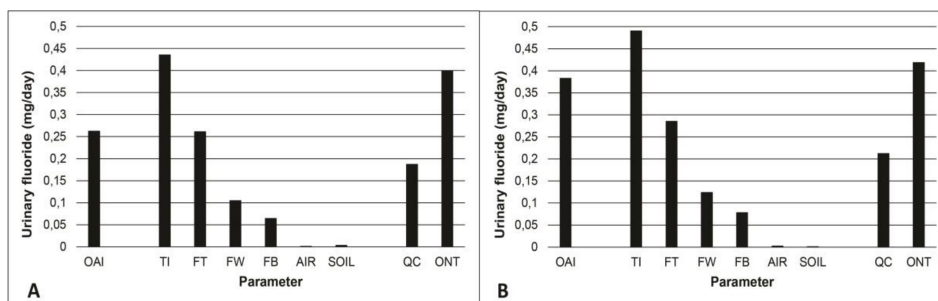 Urinary fluoride (mg/day)
0,5
0,45
0,4
0,35
0,3
0,25
0,2
0,15
0,1
0,05
0
OAI TI FT FW FB AIR SOIL QC ONT
Parameter
A
Urinary fluoride (mg/day)
0,5
0,45
0,4
0,35
0,3
0,25
0,2
0,15
0,1
0,05
0
OAI TI FT FW FB AIR SOIL QC ONT
Parameter
B